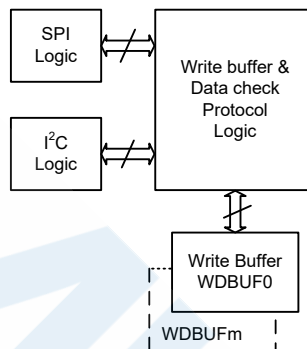 SPI
Logic
I²C
Logic
Write buffer &
Data check
Protocol
Logic
Write Buffer
WDBUF0
WDBUFm